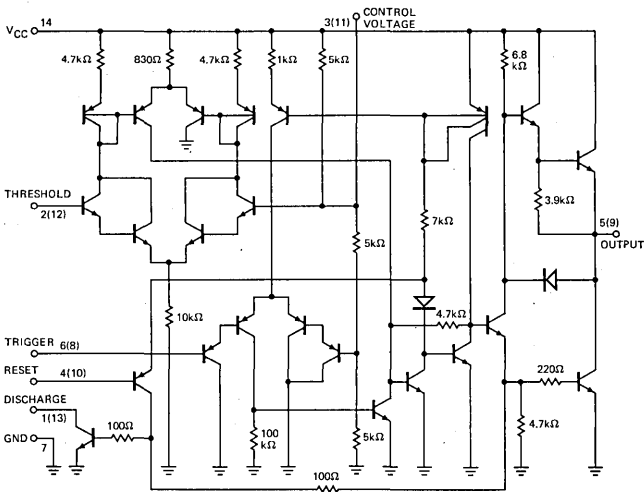 CONTROL
3(11) VOLTAGE
VCC 14
4.7kΩ 830Ω 4.7kΩ 1kΩ 5kΩ 6.8
kΩ
THRESHOLD
2(12)
7kΩ 3.9kΩ
5(9)
OUTPUT
5kΩ
10kΩ 4.7kΩ
TRIGGER 6(8)
RESET 4(10)
220Ω
DISCHARGE
1(13)
100Ω
GND 7
100
kΩ
5kΩ 4.7kΩ
100Ω